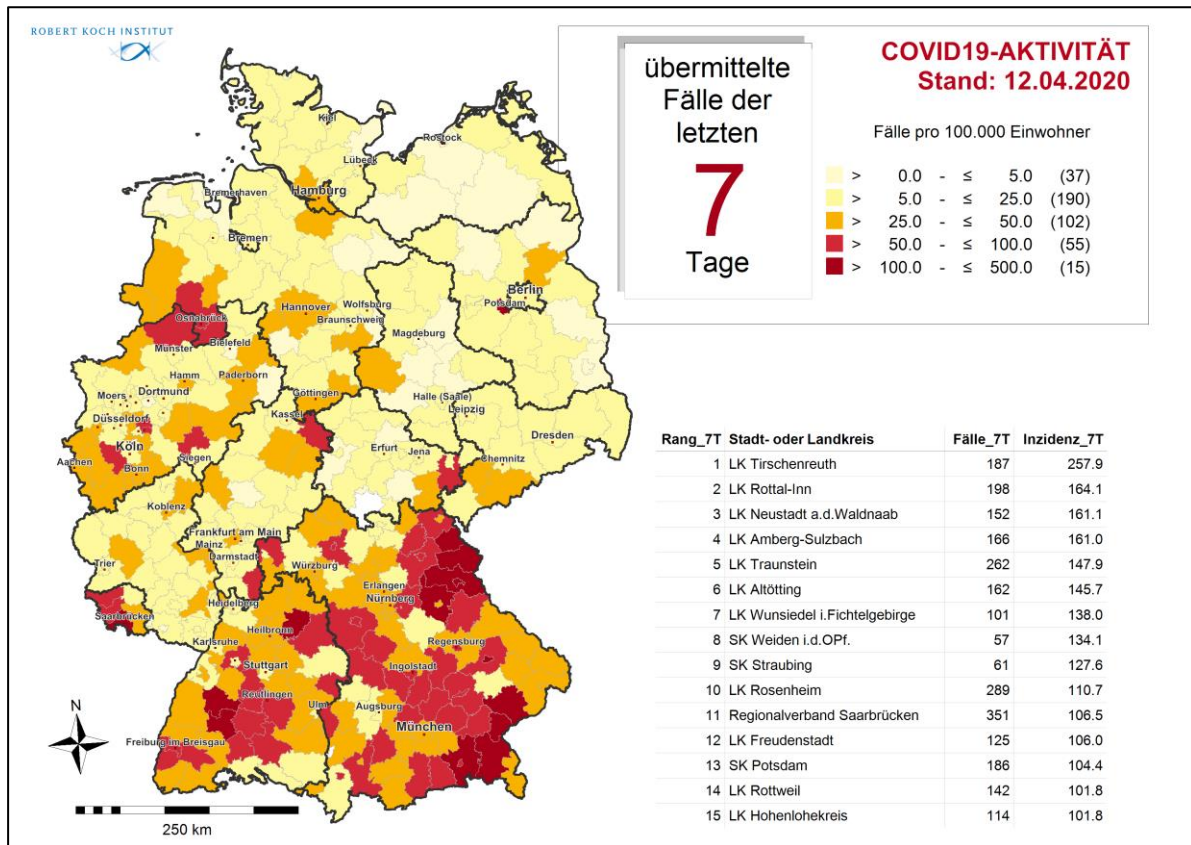 ROBERT KOCH INSTITUT
übermittelte
Fälle der
letzten
7
Tage
COVID19-AKTIVITÄT
Stand: 12.04.2020
Fälle pro 100.000 Einwohner
> 0.0 - ≤ 5.0 (37)
> 5.0 - ≤ 25.0 (190)
> 25.0 - ≤ 50.0 (102)
> 50.0 - ≤ 100.0 (55)
> 100.0 - ≤ 500.0 (15)
Kiel
Rostock
Lübeck
Bremerhaven
Hamburg
Bremen
Berlin
Potsdam
Hannover
Wolfsburg
Braunschweig
Osnabrück
Magdeburg
Bielefeld
Münster
Hamm
Paderborn
Moers
Dortmund
Göttingen
Halle (Saale)
Leipzig
Düsseldorf
Kassel
Köln
Dresden
Erfurt
Jena
Aachen
Bonn
Siegen
Chemnitz
Koblenz
Frankfurt am Main
Mainz
Trier
Darmstadt
Würzburg
Erlangen
Nürnberg
Saarbrücken
Heidelberg
Heilbronn
Karlsruhe
Regensburg
Stuttgart
Ingolstadt
Reutlingen
Ulm
Augsburg
München
Freiburg im Breisgau
N
250 km
Rang_7T Stadt- oder Landkreis Fälle_7T Inzidenz_7T
1 LK Tirschenreuth 187 257.9
2 LK Rottal-Inn 198 164.1
3 LK Neustadt a.d.Waldnaab 152 161.1
4 LK Amberg-Sulzbach 166 161.0
5 LK Traunstein 262 147.9
6 LK Altötting 162 145.7
7 LK Wunsiedel i.Fichtelgebirge 101 138.0
8 SK Weiden i.d.OPf. 57 134.1
9 SK Straubing 61 127.6
10 LK Rosenheim 289 110.7
11 Regionalverband Saarbrücken 351 106.5
12 LK Freudenstadt 125 106.0
13 SK Potsdam 186 104.4
14 LK Rottweil 142 101.8
15 LK Hohenlohekreis 114 101.8